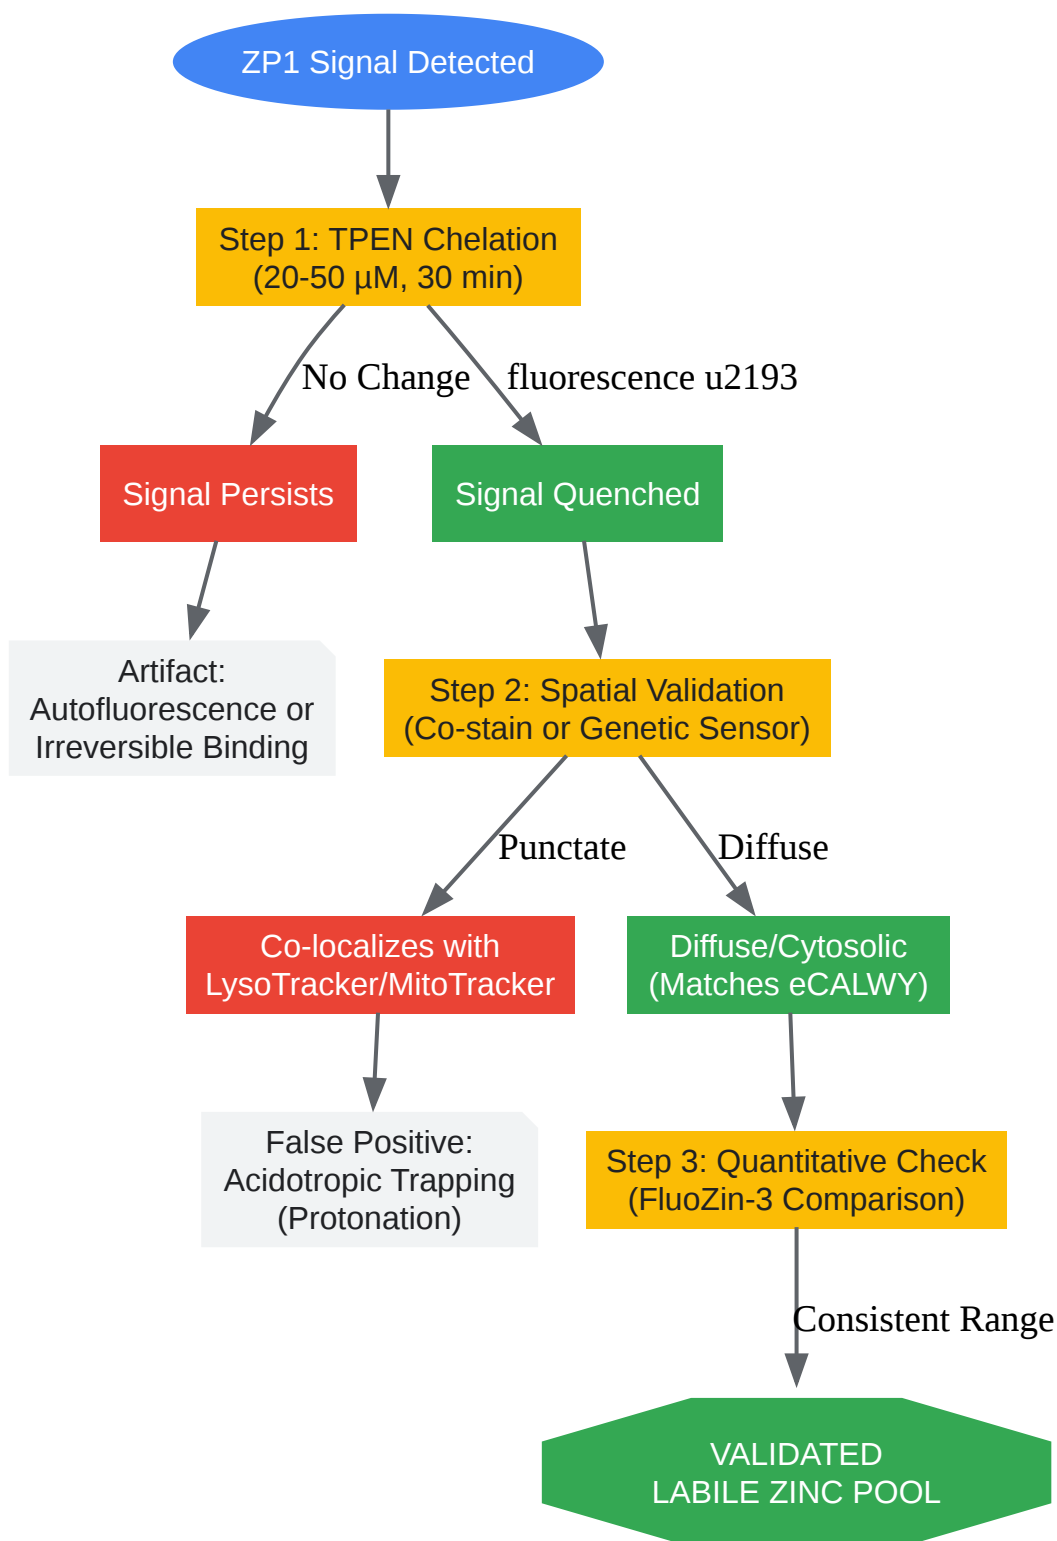 ZP1 Signal Detected
Step 1: TPEN Chelation
(20-50 µM, 30 min)
No Change
fluorescence u2193
Signal Persists
Signal Quenched
Artifact:
Autofluorescence or
Irreversible Binding
Step 2: Spatial Validation
(Co-stain or Genetic Sensor)
Punctate
Diffuse
Co-localizes with
LysoTracker/MitoTracker
Diffuse/Cytosolic
(Matches eCALWY)
False Positive:
Acidotropic Trapping
(Protonation)
Step 3: Quantitative Check
(FluoZin-3 Comparison)
Consistent Range
VALIDATED
LABILE ZINC POOL